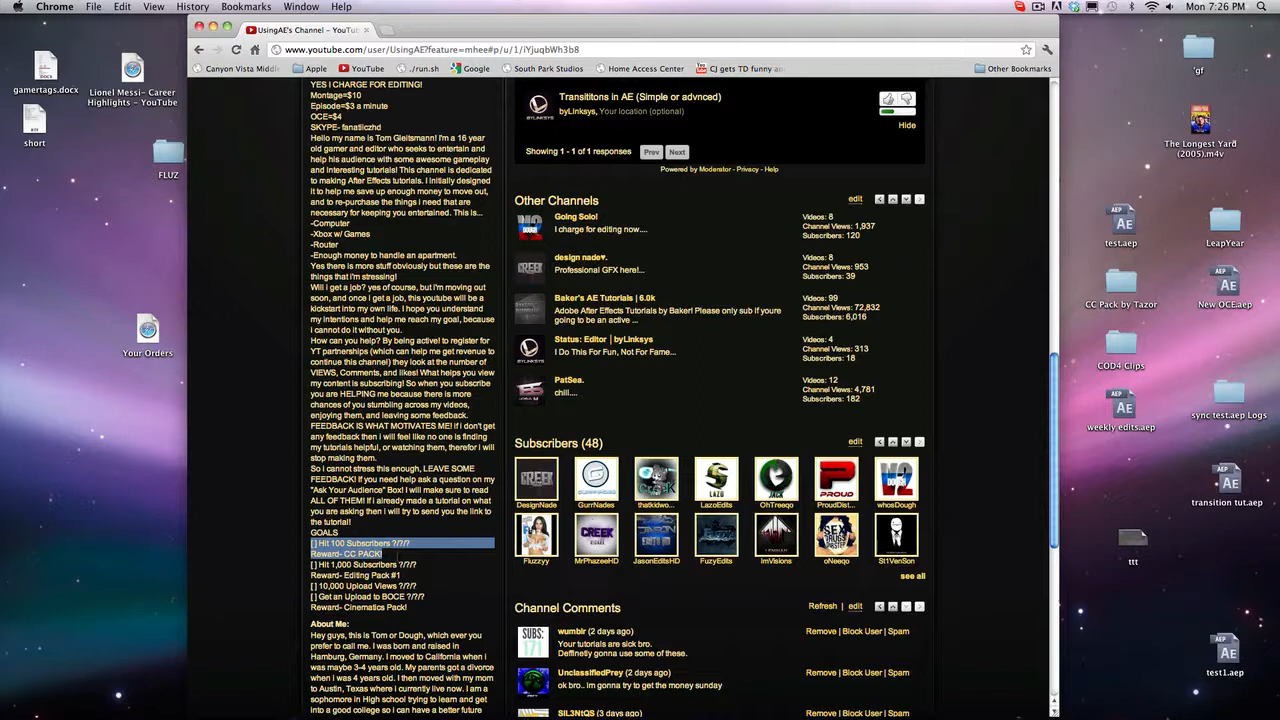 Chrome File Edit View History Bookmarks Window Help
Mon 7:26 PM
UsingAE's Channel - YouTub
www.youtube.com/user/UsingAE?feature=mhee#p/u/1/iYjuqbWh3b8
Canyon Vista Middl Apple YouTube ./run.sh Google South Park Studios Home Access Center CJ gets TD funny an Other Bookmarks
gamertags.docx
Lionel Messi- Career
Highlights - YouTube
short
FLUZ
Your Orders
YES I CHARGE FOR EDITING!
Montage=$10
Episode=$3 a minute
OCE=$4
SKYPE- fanatiiczhd
Hello my name is Tom Gleitsmann! I'm a 16 year
old gamer and editor who seeks to entertain and
help his audience with some awesome gameplay
and interesting tutorials! This channel is dedicated
to making After Effects tutorials. I initially designed
it to help me save up enough money to move out,
and to re-purchase the things i need that are
necessary for keeping you entertained. This is...
-Computer
-Xbox w/ Games
-Router
-Enough money to handle an apartment.
Yes there is more stuff obviously but these are the
things that i'm stressing!
Will I get a job? yes of course, but i'm moving out
soon, and once i get a job, this youtube will be a
kickstart into my own life. I hope you understand
my intentions and help me reach my goal, because
i cannot do it without you.
How can you help? By being active! to register for
YT partnerships (which can help me get revenue to
continue this channel) they look at the number of
VIEWS, Comments, and likes! What helps you view
my content is subscribing! So when you subscribe
you are HELPING me because there is more
chances of you stumbling across my videos,
enjoying them, and leaving some feedback.
FEEDBACK IS WHAT MOTIVATES ME! if i don't get
any feedback then i will feel like no one is finding
my tutorials helpful, or watching them, therefor i will
stop making them.
So i cannot stress this enough, LEAVE SOME
FEEDBACK! If you need help ask a question on my
"Ask Your Audience" Box! I will make sure to read
ALL OF THEM! If i already made a tutorial on what
you are asking then i will try to send you the link to
the tutorial!
GOALS
[ ] Hit 100 Subscribers ?/?/?
Reward- CC PACK!
[ ] Hit 1,000 Subscribers ?/?/?
Reward- Editing Pack #1
[ ] 10,000 Upload Views ?/?/?
[ ] Get an Upload to BOCE ?/?/?
Reward- Cinematics Pack!
About Me:
Hey guys, this is Tom or Dough, which ever you
prefer to call me. I was born and raised in
Hamburg, Germany. I moved to California when i
was maybe 3-4 years old. My parents got a divorce
when i was 4 years old. I then moved with my mom
to Austin, Texas where i currently live now. I am a
sophomore in High school trying to learn and get
into a good college so i can have a better future
BYLINKSYS
Transititons in AE (Simple or advnced)
byLinksys, Your location (optional)
Hide
Showing 1 - 1 of 1 responses Prev Next
Powered by Moderator - Privacy - Help
Other Channels edit
Going Solo!
I charge for editing now....
Videos: 8
Channel Views: 1,937
Subscribers: 120
design nade♥.
Professional GFX here!...
Videos: 8
Channel Views: 953
Subscribers: 39
Baker's AE Tutorials | 6.0k
Adobe After Effects Tutorials by Baker! Please only sub if youre
going to be an active ...
Videos: 99
Channel Views: 72,832
Subscribers: 6,016
Status: Editor | byLinksys
I Do This For Fun, Not For Fame...
Videos: 4
Channel Views: 313
Subscribers: 18
PatSea.
chill....
Videos: 12
Channel Views: 4,781
Subscribers: 182
Subscribers (48) edit
DesignNade GurrNades thatkidwo... LazoEdits OhTreeqo ProudDist... whosDough
Fluzzyy MrPhazeeHD JasonEditsHD FuzyEdits ImVisions oNeeqo St1VenSon
see all
Channel Comments Refresh | edit
SUBS:
171
wumblr (2 days ago)
Your tutorials are sick bro.
Deffinetly gonna use some of these.
Remove | Block User | Spam
UnclassifiedPrey (2 days ago)
ok bro.. im gonna try to get the money sunday
Remove | Block User | Spam
SIL3NtQS (3 days ago)
Remove | Block User | Spam
'gf
The Longest Yard
(2005).m4v
test.aep
LeapYear
CC Pack by Tazor
New OCE.aep
COD4 Clips
sync test.aep Logs
weekly edits.aep
transition tut.aep
ttt
test1.aep